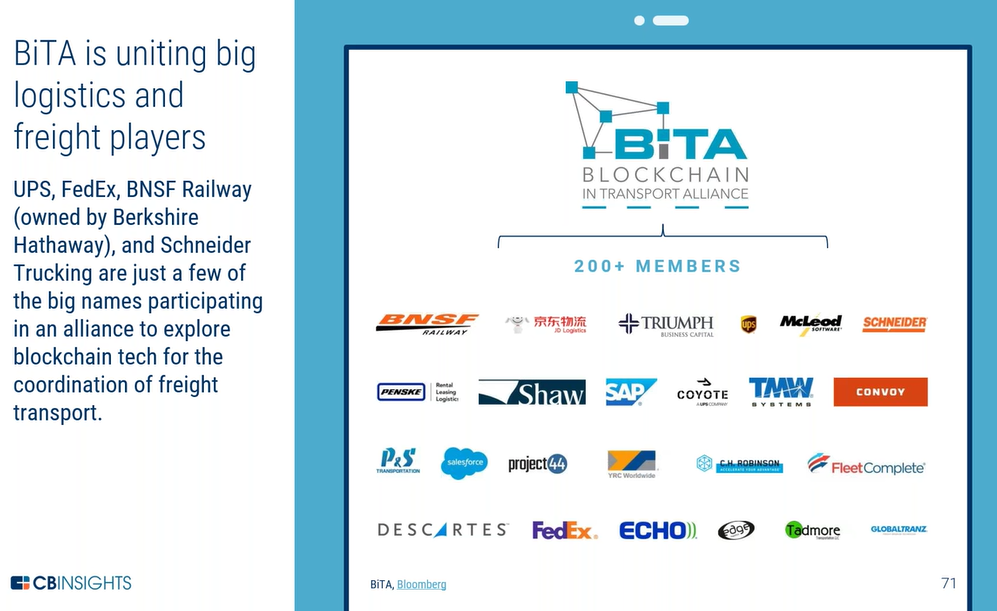 BiTA is uniting big
logistics and
freight players
UPS, FedEx, BNSF Railway
(owned by Berkshire
Hathaway), and Schneider
Trucking are just a few of
the big names participating
in an alliance to explore
blockchain tech for the
coordination of freight
transport.
CBINSIGHTS
BiTA
BLOCKCHAIN
IN TRANSPORT ALLIANCE
200+ MEMBERS
BNSF
RAILWAY
京东物流
JD Logistics
TRIUMPH
BUSINESS CAPITAL
ups
McLeod
SOFTWARE
SCHNEIDER
PENSKE
Rental
Leasing
Logistics
Shaw
SAP
COYOTE
A UPS COMPANY
TMW
SYSTEMS
CONVOY
P&S
TRANSPORTATION
salesforce
project44
YRC Worldwide
C.H. ROBINSON
ACCELERATE YOUR ADVANTAGE
FleetComplete
DESCARTES
FedEx
ECHO
edge
Tadmore
GLOBALTRANZ
BiTA, Bloomberg
71